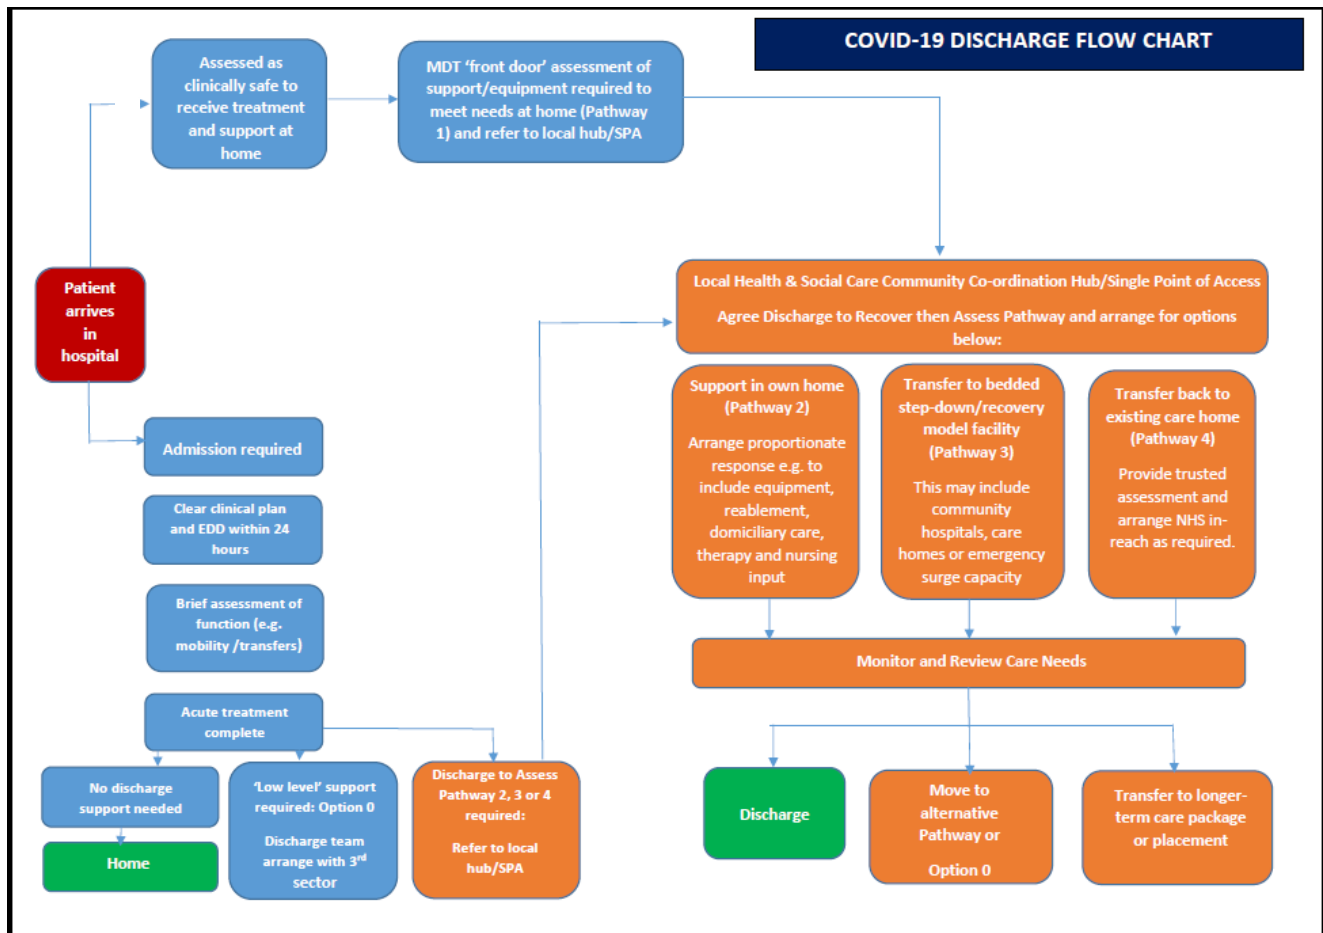 COVID-19 DISCHARGE FLOW CHART
Assessed as
clinically safe to
receive treatment
and support at
home
MDT ‘front door’ assessment of
support/equipment required to
meet needs at home (Pathway
1) and refer to local hub/SPA
Patient
arrives
in
hospital
Local Health & Social Care Community Co-ordination Hub/Single Point of Access
Agree Discharge to Recover then Assess Pathway and arrange for options
below:
Admission required
Clear clinical plan
and EDD within 24
hours
Brief assessment of
function (e.g.
mobility /transfers)
Acute treatment
complete
No discharge
support needed
Home
‘Low level’ support
required: Option 0
Discharge team
arrange with 3rd
sector
Discharge to Assess
Pathway 2, 3 or 4
required:
Refer to local
hub/SPA
Support in own home
(Pathway 2)
Arrange proportionate
response e.g. to
include equipment,
reablement,
domiciliary care,
therapy and nursing
input
Transfer to bedded
step-down/recovery
model facility
(Pathway 3)
This may include
community
hospitals, care
homes or emergency
surge capacity
Transfer back to
existing care home
(Pathway 4)
Provide trusted
assessment and
arrange NHS in-
reach as required.
Monitor and Review Care Needs
Discharge
Move to
alternative
Pathway or
Option 0
Transfer to longer-
term care package
or placement